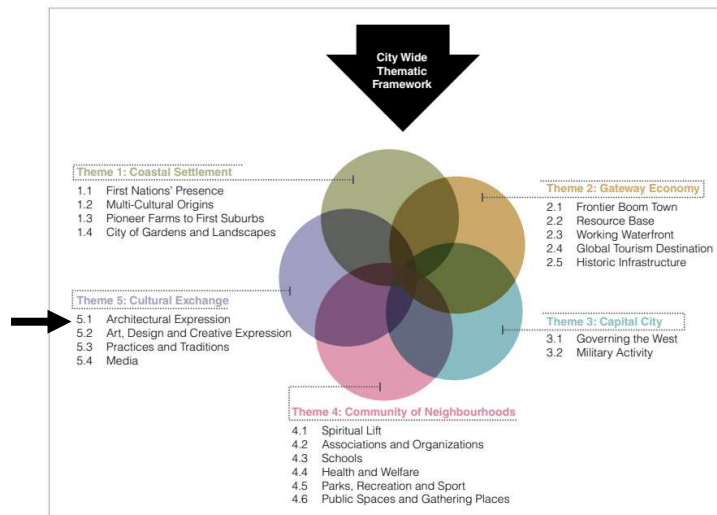 City Wide
Thematic
Framework
Theme 1: Coastal Settlement
1.1 First Nations' Presence
1.2 Multi-Cultural Origins
1.3 Pioneer Farms to First Suburbs
1.4 City of Gardens and Landscapes
Theme 2: Gateway Economy
2.1 Frontier Boom Town
2.2 Resource Base
2.3 Working Waterfront
2.4 Global Tourism Destination
2.5 Historic Infrastructure
Theme 5: Cultural Exchange
5.1 Architectural Expression
5.2 Art, Design and Creative Expression
5.3 Practices and Traditions
5.4 Media
Theme 3: Capital City
3.1 Governing the West
3.2 Military Activity
Theme 4: Community of Neighbourhoods
4.1 Spiritual Lift
4.2 Associations and Organizations
4.3 Schools
4.4 Health and Welfare
4.5 Parks, Recreation and Sport
4.6 Public Spaces and Gathering Places